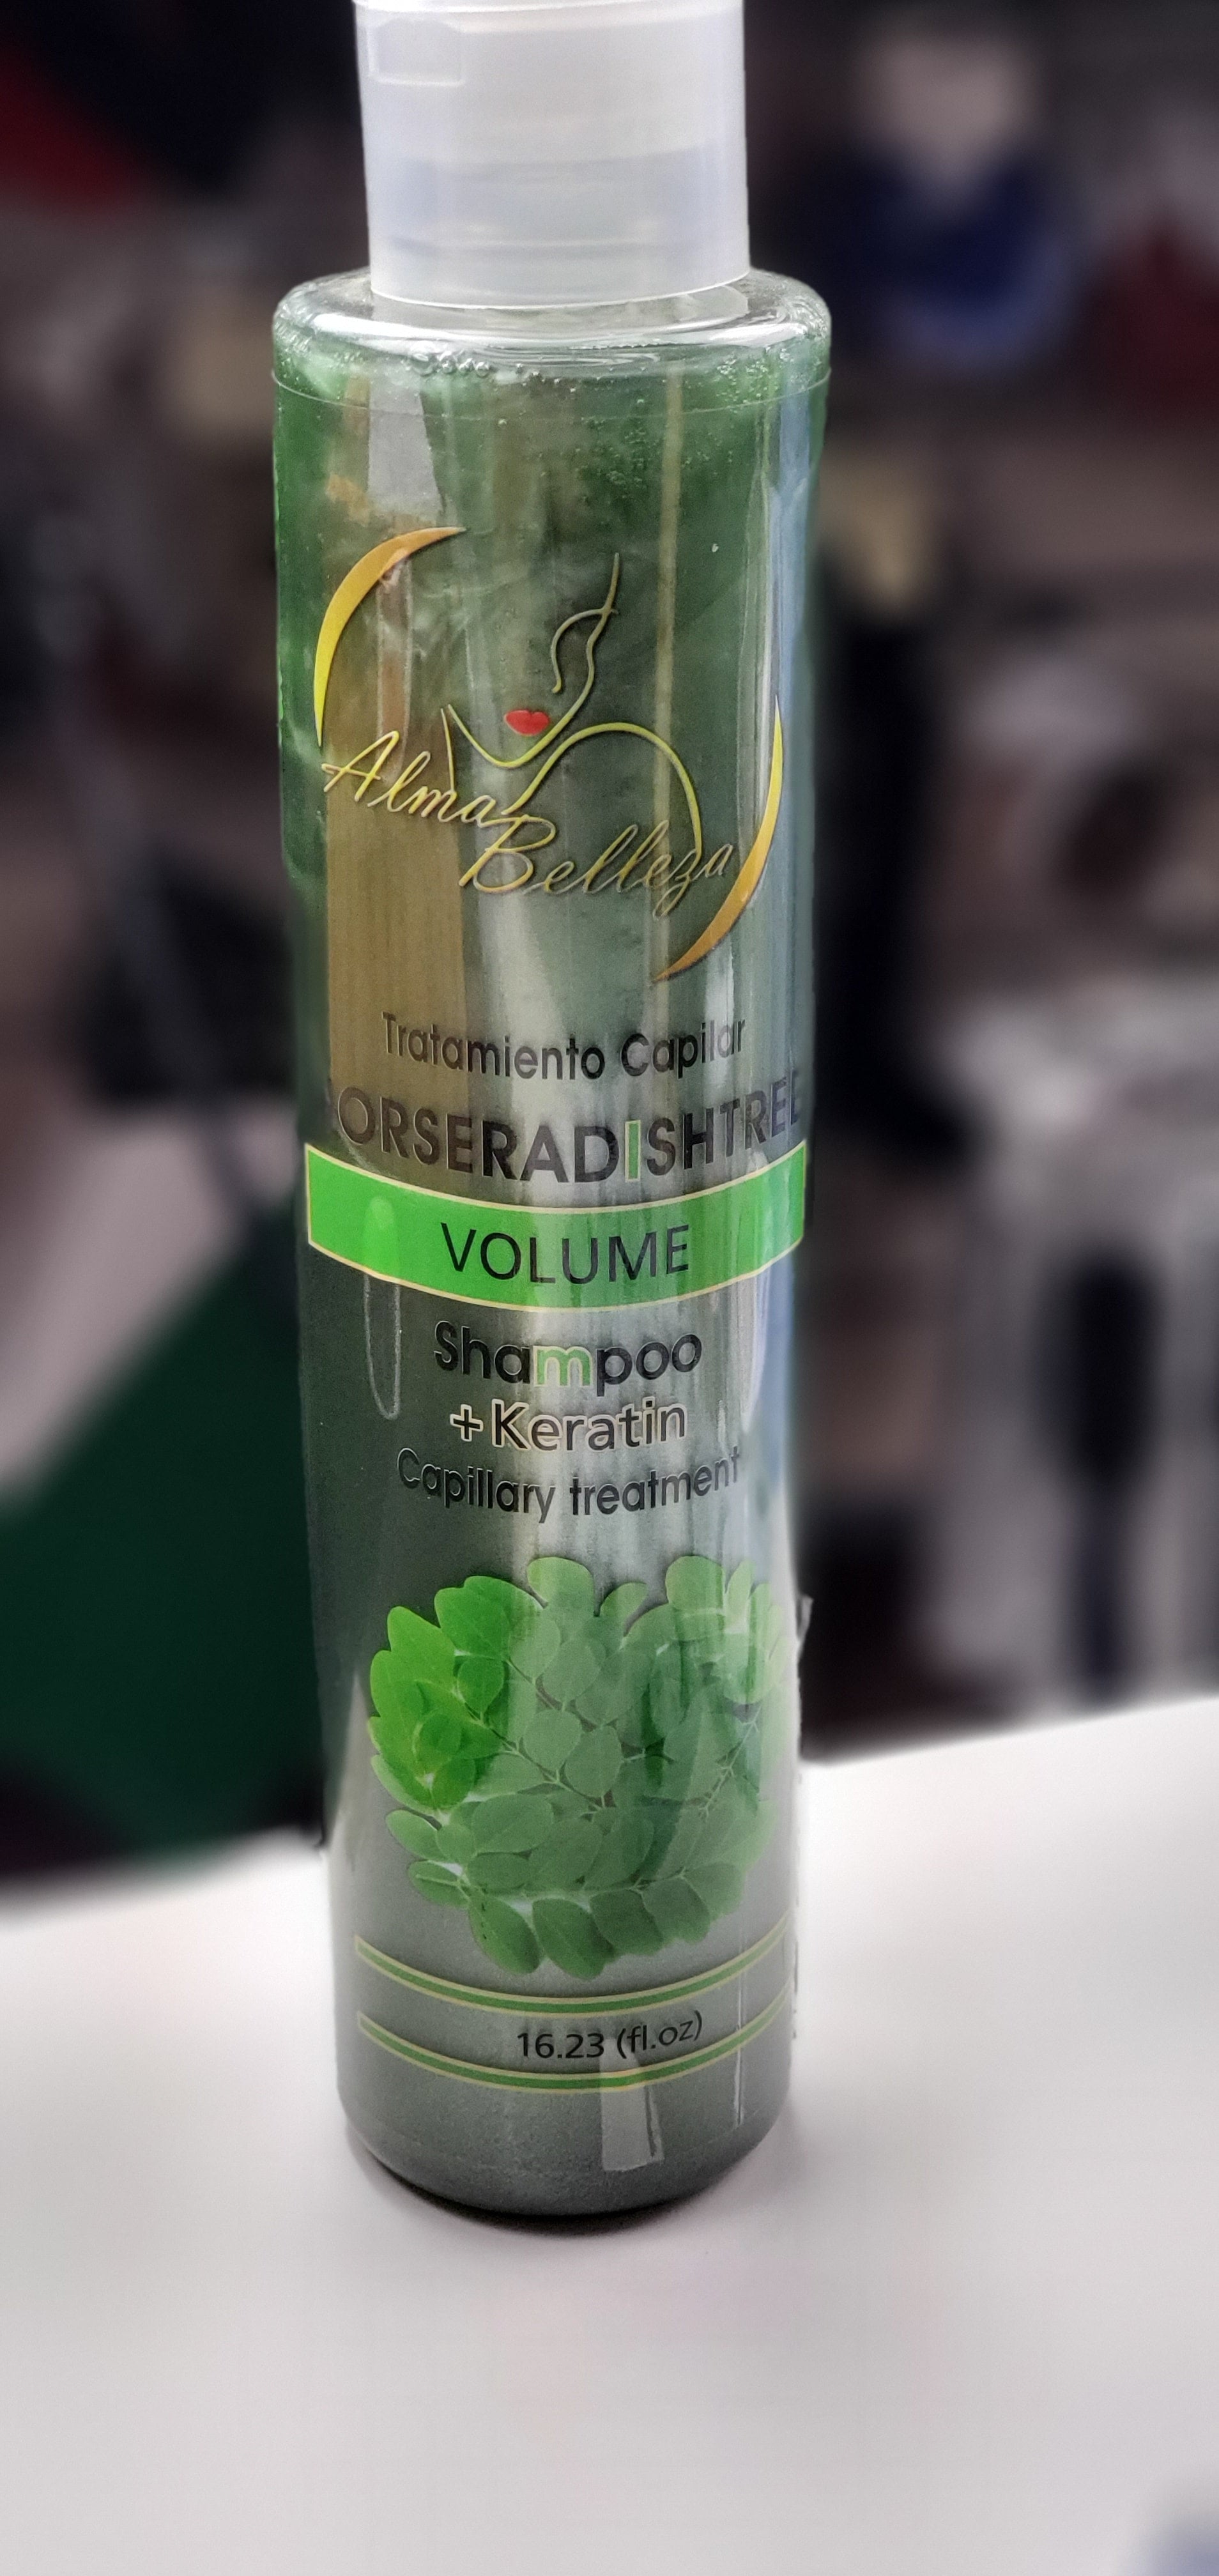 Alma
Belleza
Tratamiento Capilar
ORSERADISHTREE
VOLUME
Shampoo
+Keratin
Capillary treatment
16.23 (fl.oz)